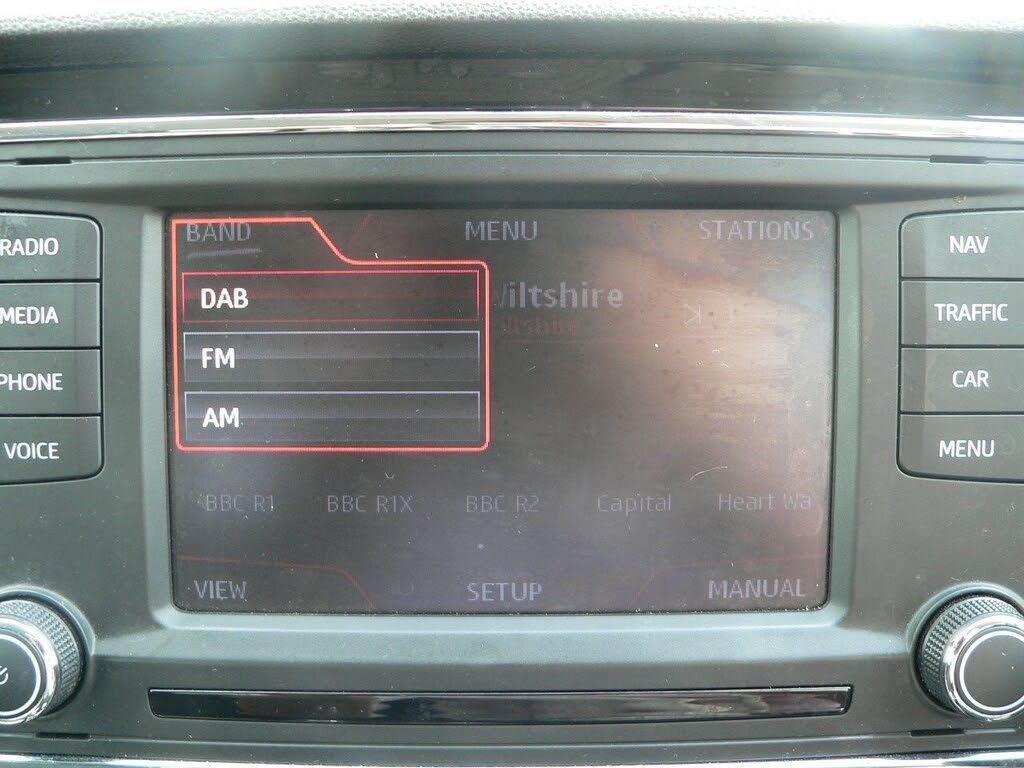 RADIO
MEDIA
PHONE
VOICE
BAND
MENU
STATIONS
DAB
FM
AM
BBC R1
BBC R1X
BBC R2
Capital
Heart Wa
VIEW
SETUP
MANUAL
NAV
TRAFFIC
CAR
MENU